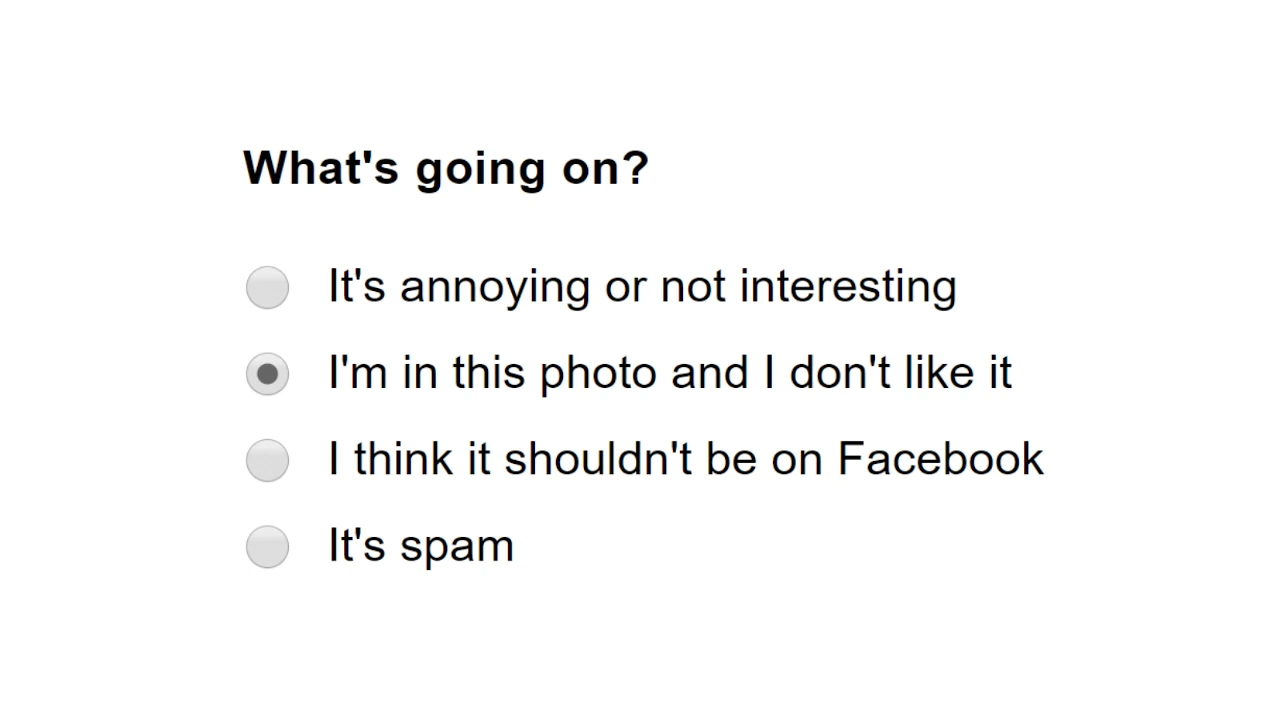 What's going on?
It's annoying or not interesting
I'm in this photo and I don't like it
I think it shouldn't be on Facebook
It's spam